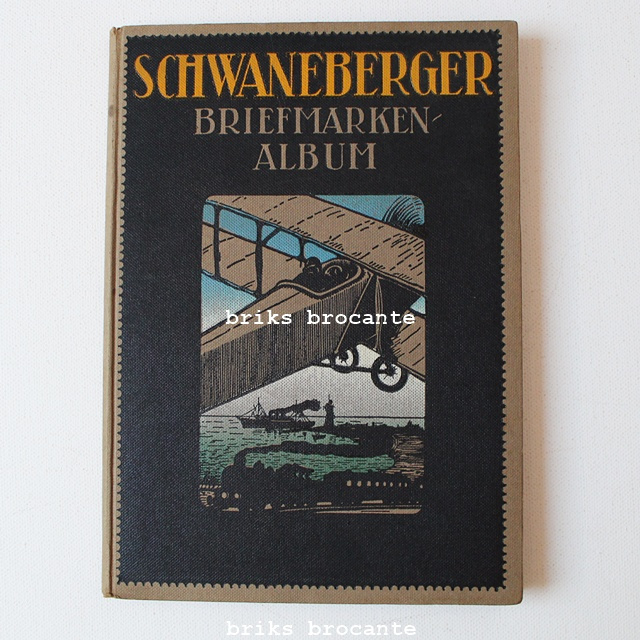 SCHWANEBERGER
BRIEFMARKEN-
ALBUM
briks brocante
briks brocante